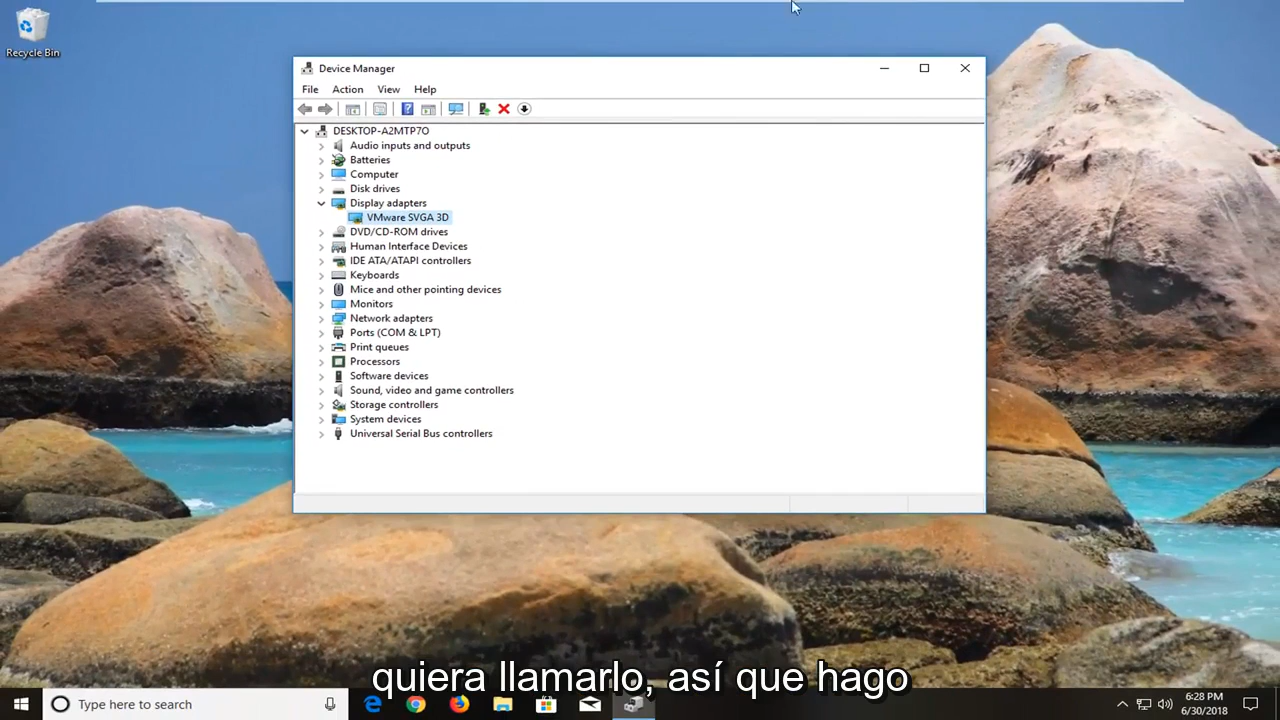 Recycle Bin
Device Manager
File Action View Help
DESKTOP-A2MTP7O
Audio inputs and outputs
Batteries
Computer
Disk drives
Display adapters
VMware SVGA 3D
DVD/CD-ROM drives
Human Interface Devices
IDE ATA/ATAPI controllers
Keyboards
Mice and other pointing devices
Monitors
Network adapters
Ports (COM & LPT)
Print queues
Processors
Software devices
Sound, video and game controllers
Storage controllers
System devices
Universal Serial Bus controllers
quiera llamarlo, así que hago
Type here to search
6:28 PM
6/30/2018